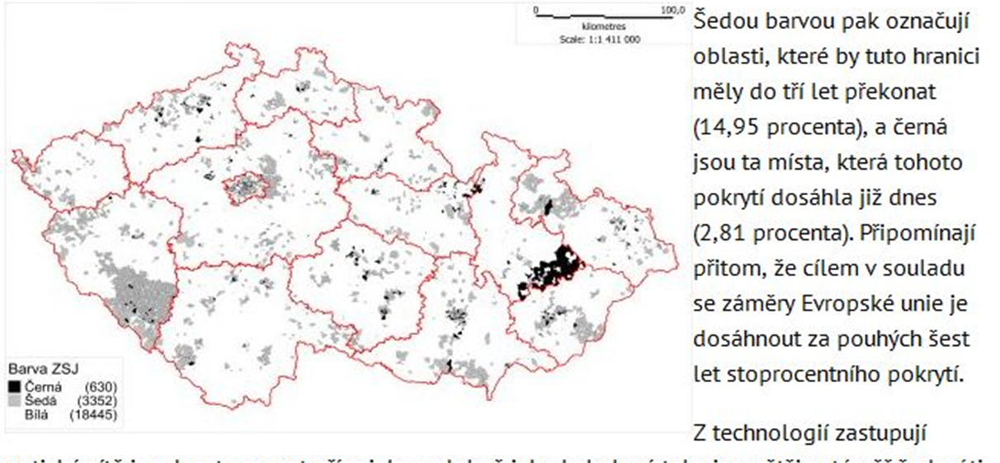 0 100,0
kilometres
Scale: 1:1 411 000
Barva ZSJ
Černá (630)
Šedá (3352)
Bílá (18445)
Šedou barvou pak označují
oblasti, které by tuto hranici
měly do tří let překonat
(14,95 procenta), a černá
jsou ta místa, která tohoto
pokrytí dosáhla již dnes
(2,81 procenta). Připomínají
přitom, že cílem v souladu
se záměry Evropské unie je
dosáhnout za pouhých šest
let stoprocentního pokrytí.
Z technologií zastupují